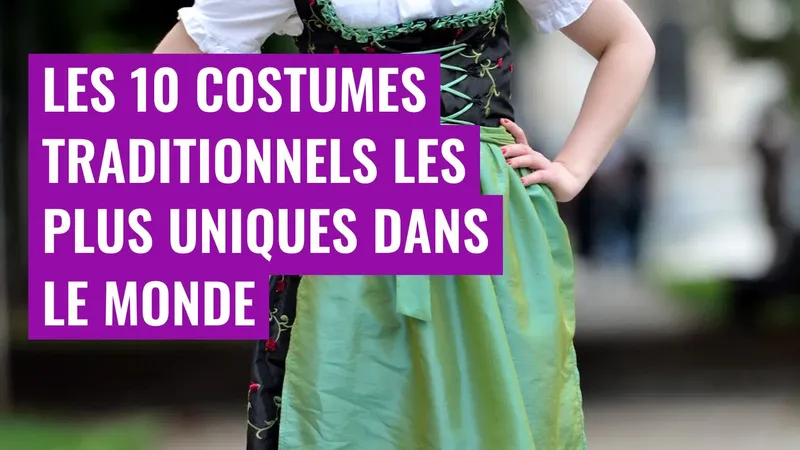 LES 10 COSTUMES
TRADITIONNELS LES
PLUS UNIQUES DANS
LE MONDE